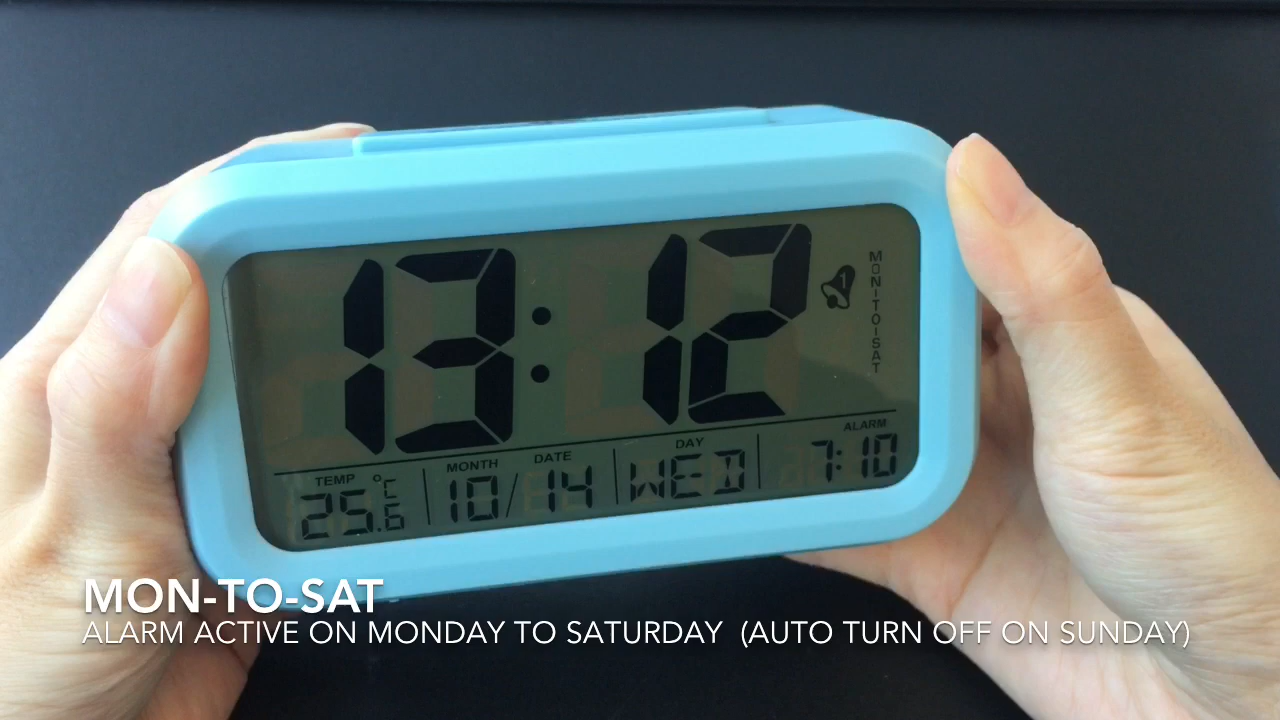 13:12
1
MON|TO|SAT
TEMP
25.6 °C
MONTH DATE
10/14
DAY
WED
ALARM
7:10
MON-TO-SAT
ALARM ACTIVE ON MONDAY TO SATURDAY (AUTO TURN OFF ON SUNDAY)